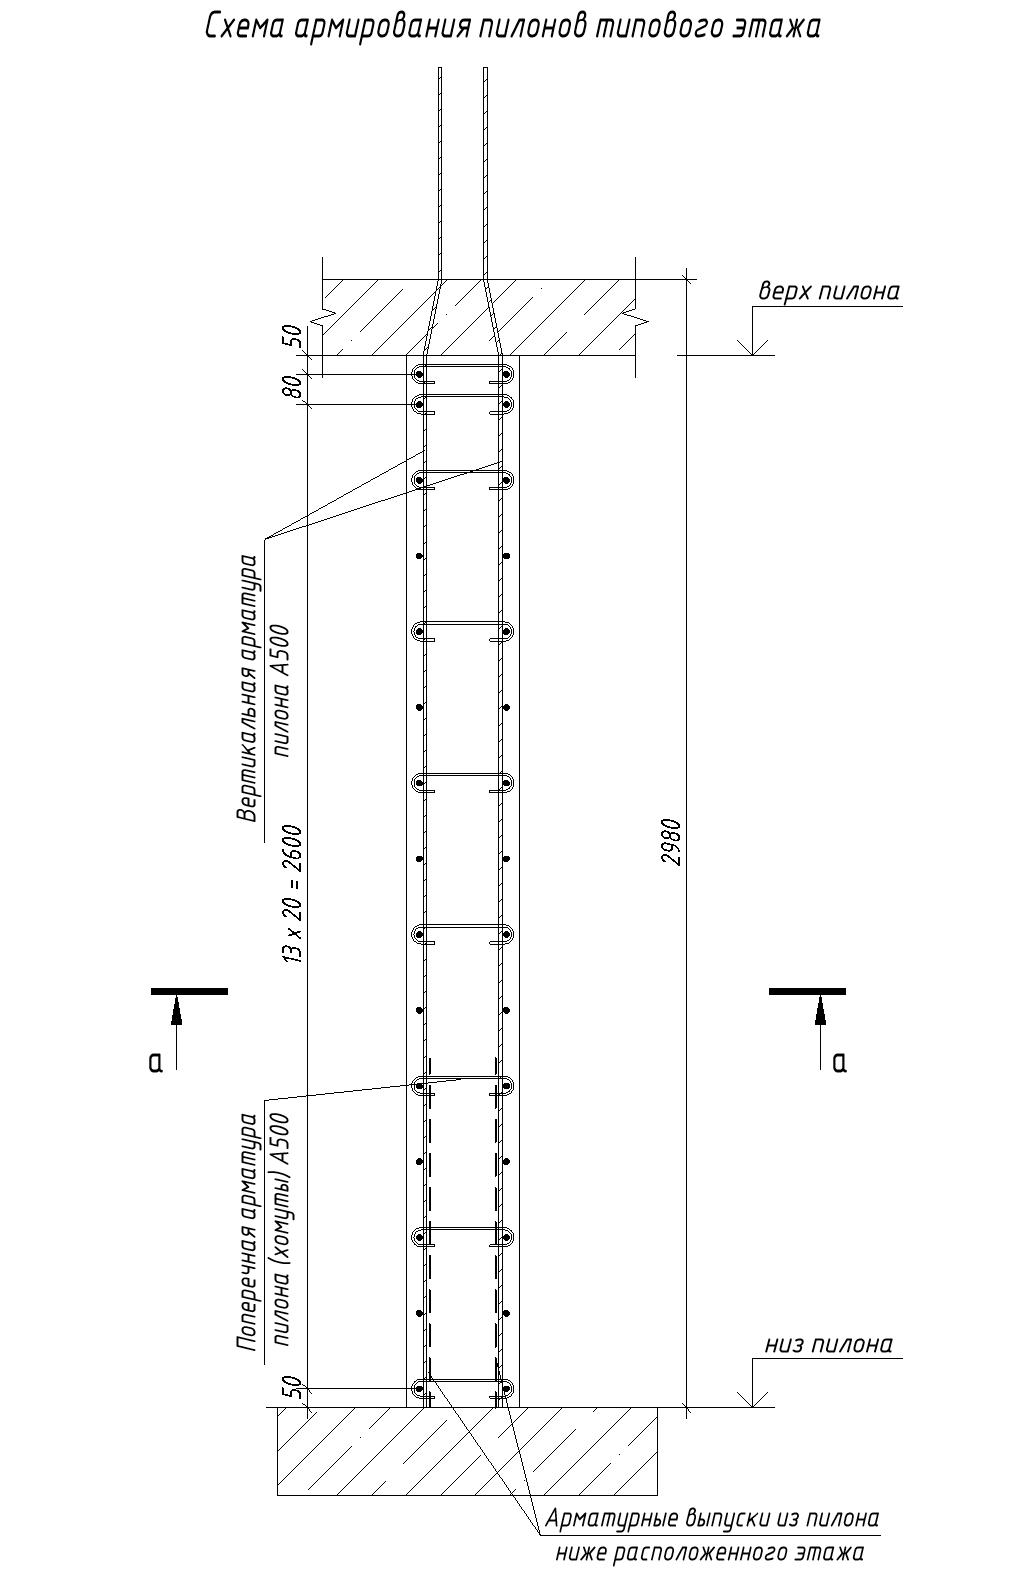 Схема армирования пилонов типового этажа
верх пилона
50
80
Вертикальная арматура
пилона А500
13 х 20 = 2600
2980
а
а
Поперечная арматура
пилона (хомуты) А500
50
низ пилона
Арматурные выпуски из пилона
ниже расположенного этажа